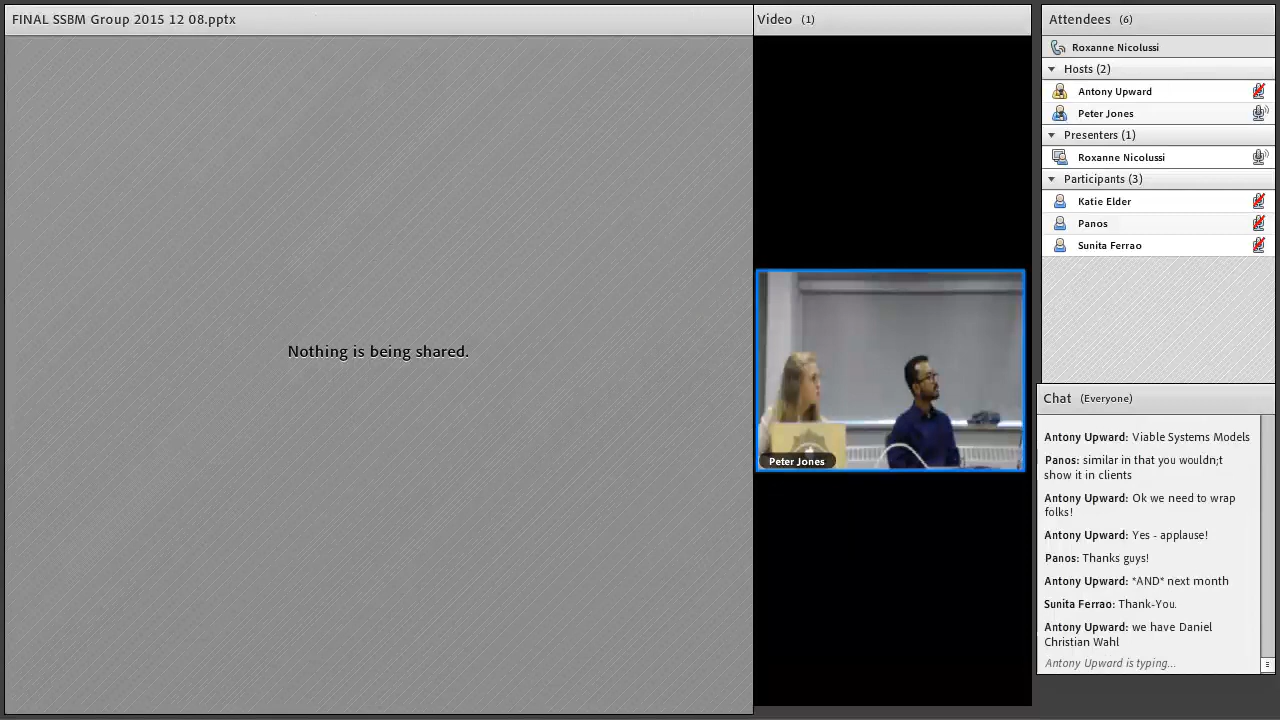 FINAL SSBM Group 2015 12 08.pptx
Nothing is being shared.
Video (1)
Peter Jones
Attendees (6)
Roxanne Nicolussi
Hosts (2)
Antony Upward
Peter Jones
Presenters (1)
Roxanne Nicolussi
Participants (3)
Katie Elder
Panos
Sunita Ferrao
Chat (Everyone)
Antony Upward: Viable Systems Models
Panos: similar in that you wouldn;t
show it in clients
Antony Upward: Ok we need to wrap
folks!
Antony Upward: Yes - applause!
Panos: Thanks guys!
Antony Upward: *AND* next month
Sunita Ferrao: Thank-You.
Antony Upward: we have Daniel
Christian Wahl
Antony Upward is typing...